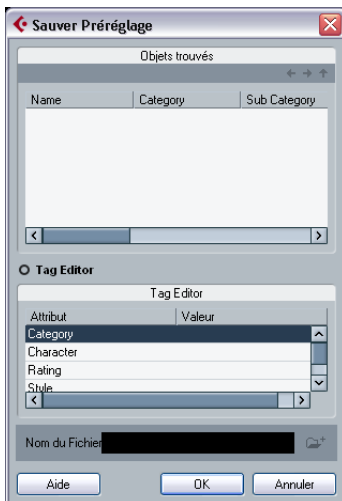 Sauver Préréglage
Objets trouvés
Name Category Sub Category
Tag Editor
Tag Editor
Attribut Valeur
Category
Character
Rating
Style
Nom du Fichier
Aide OK Annuler